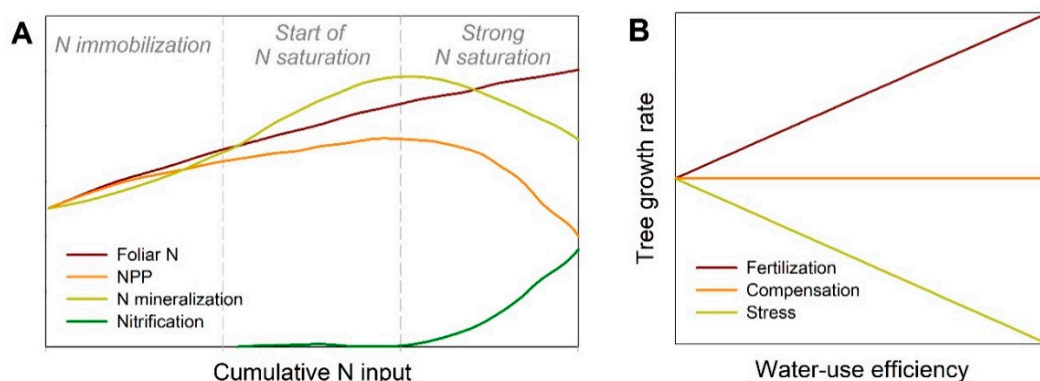 A
N immobilization
Start of
N saturation
Strong
N saturation
Foliar N
NPP
N mineralization
Nitrification
Cumulative N input
B
Tree growth rate
Fertilization
Compensation
Stress
Water-use efficiency